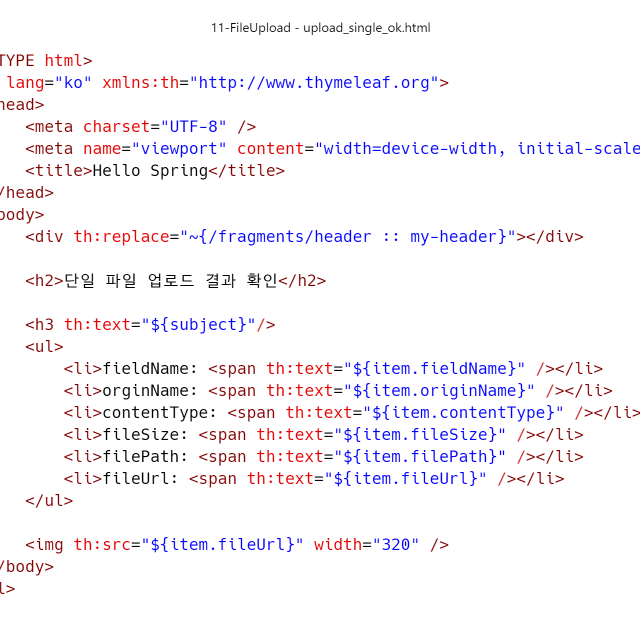 11-FileUpload - upload_single_ok.html
TYPE html>
lang="ko" xmlns:th="http://www.thymeleaf.org">
head>
<meta charset="UTF-8" />
<meta name="viewport" content="width=device-width, initial-scale
<title>Hello Spring</title>
/head>
body>
<div th:replace="~{/fragments/header :: my-header}"></div>
<h2>단일 파일 업로드 결과 확인</h2>
<h3 th:text="${subject}"/>
<ul>
<li>fieldName: <span th:text="${item.fieldName}" /></li>
<li>orginName: <span th:text="${item.originName}" /></li>
<li>contentType: <span th:text="${item.contentType}" /></li>
<li>fileSize: <span th:text="${item.fileSize}" /></li>
<li>filePath: <span th:text="${item.filePath}" /></li>
<li>fileUrl: <span th:text="${item.fileUrl}" /></li>
</ul>
<img th:src="${item.fileUrl}" width="320" />
/body>
l>